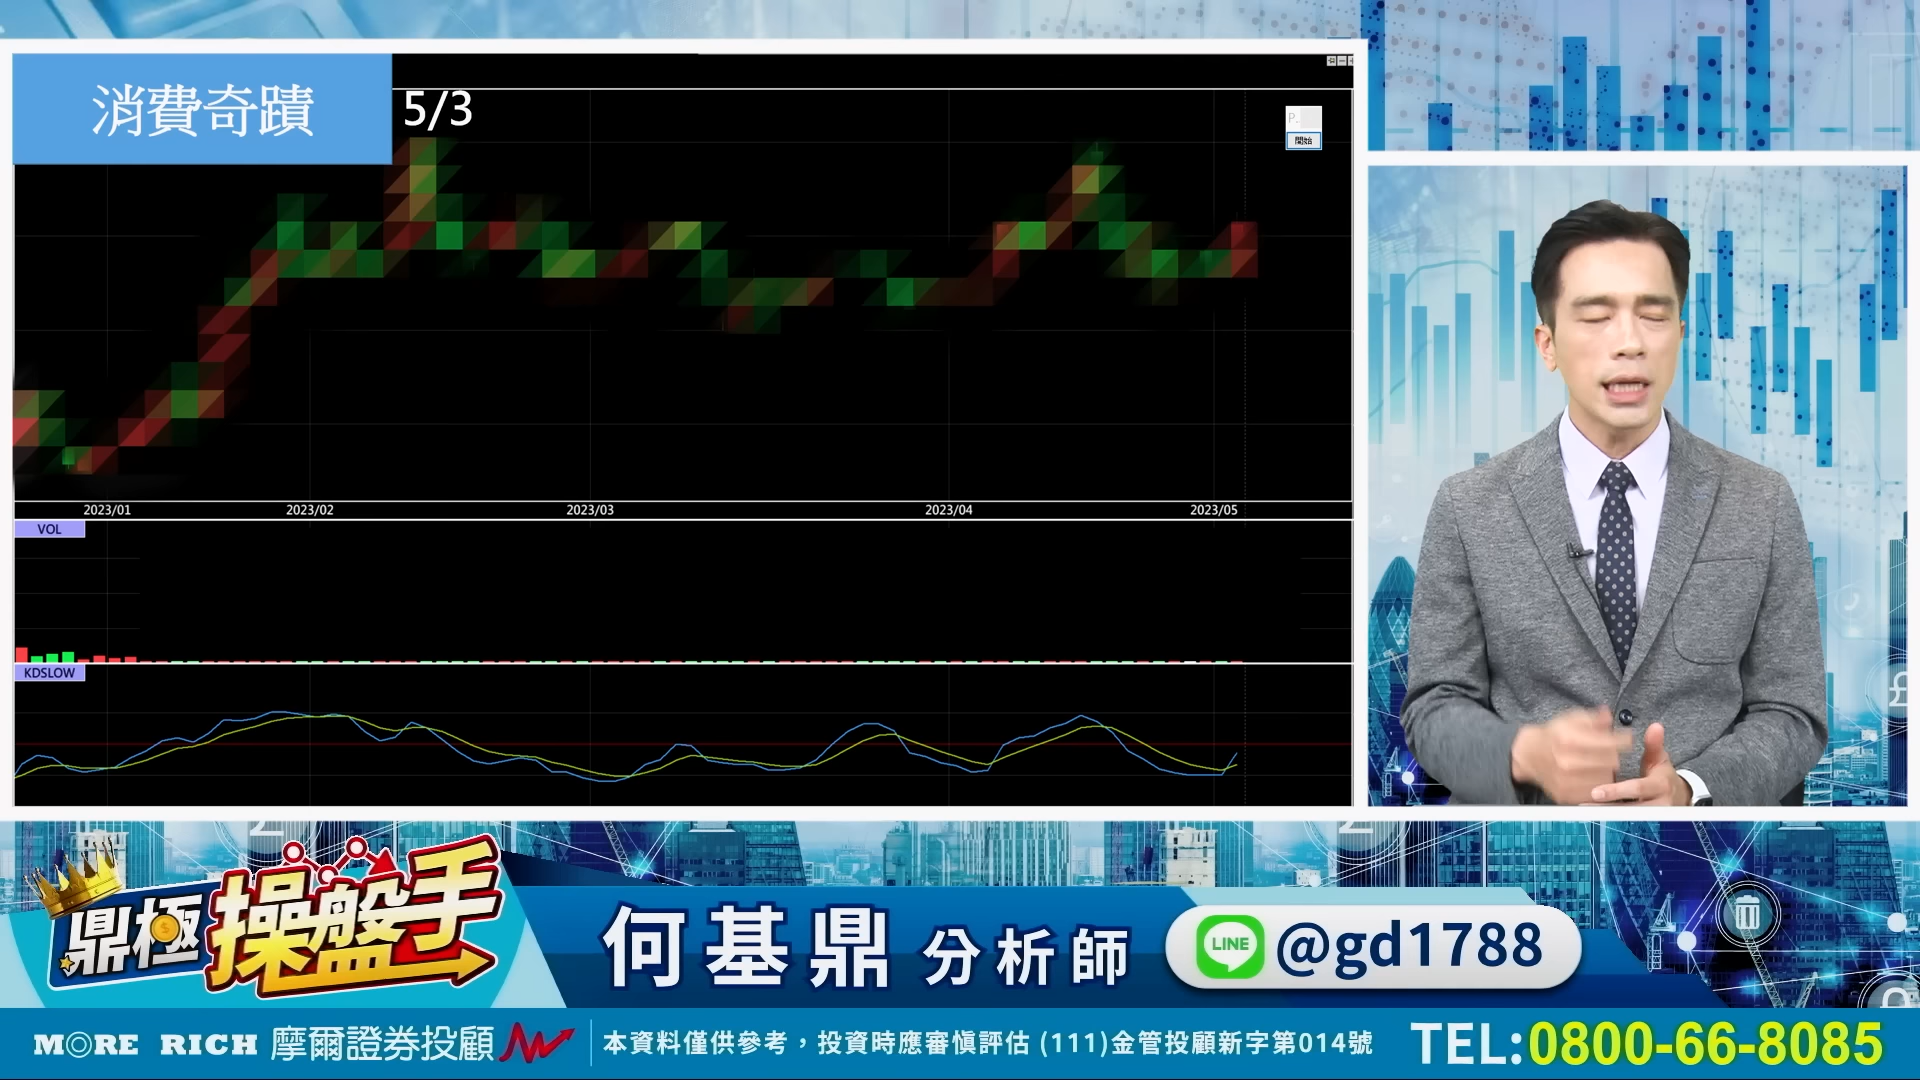 消費奇蹟
5/3
P.
開始
2023/01
2023/02
2023/03
2023/04
2023/05
VOL
KDSLOW
鼎極操盤手
何基鼎 分析師
LINE @gd1788
MORE RICH 摩爾證券投顧
本資料僅供參考，投資時應審慎評估 (111)金管投顧新字第014號
TEL:0800-66-8085